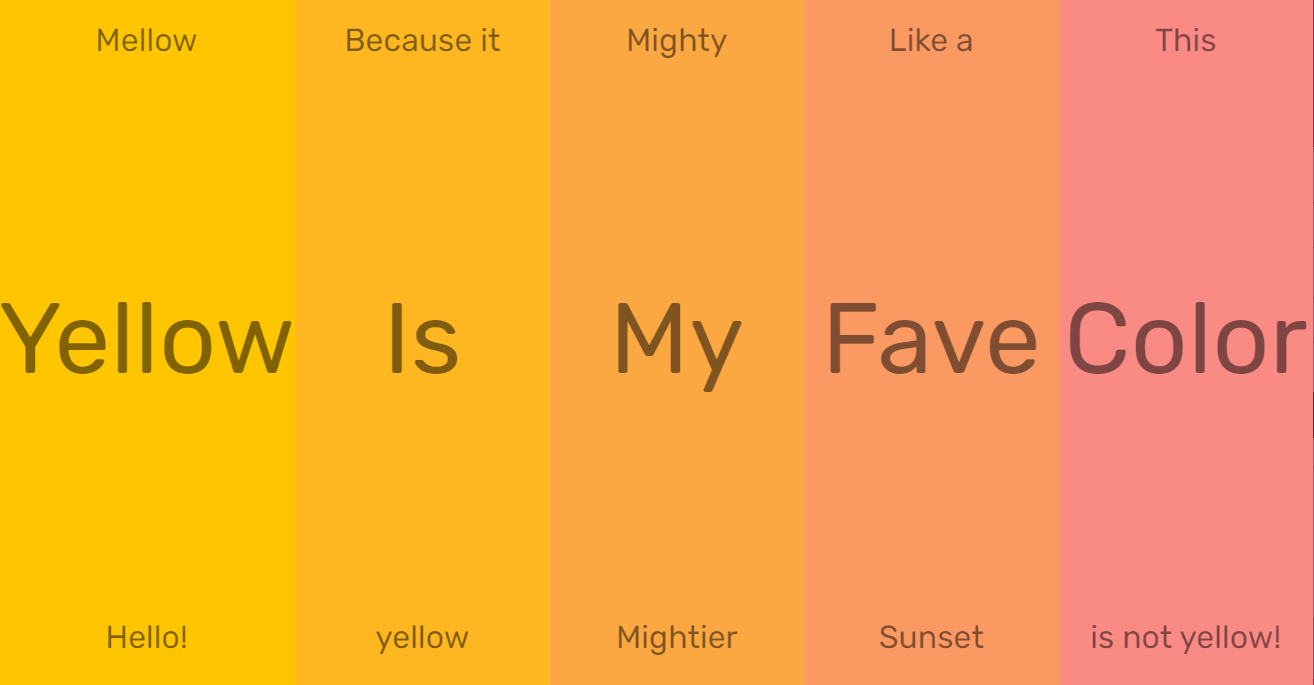 Mellow Because it Mighty Like a This
Yellow Is My Fave Color
Hello! yellow Mightier Sunset is not yellow!